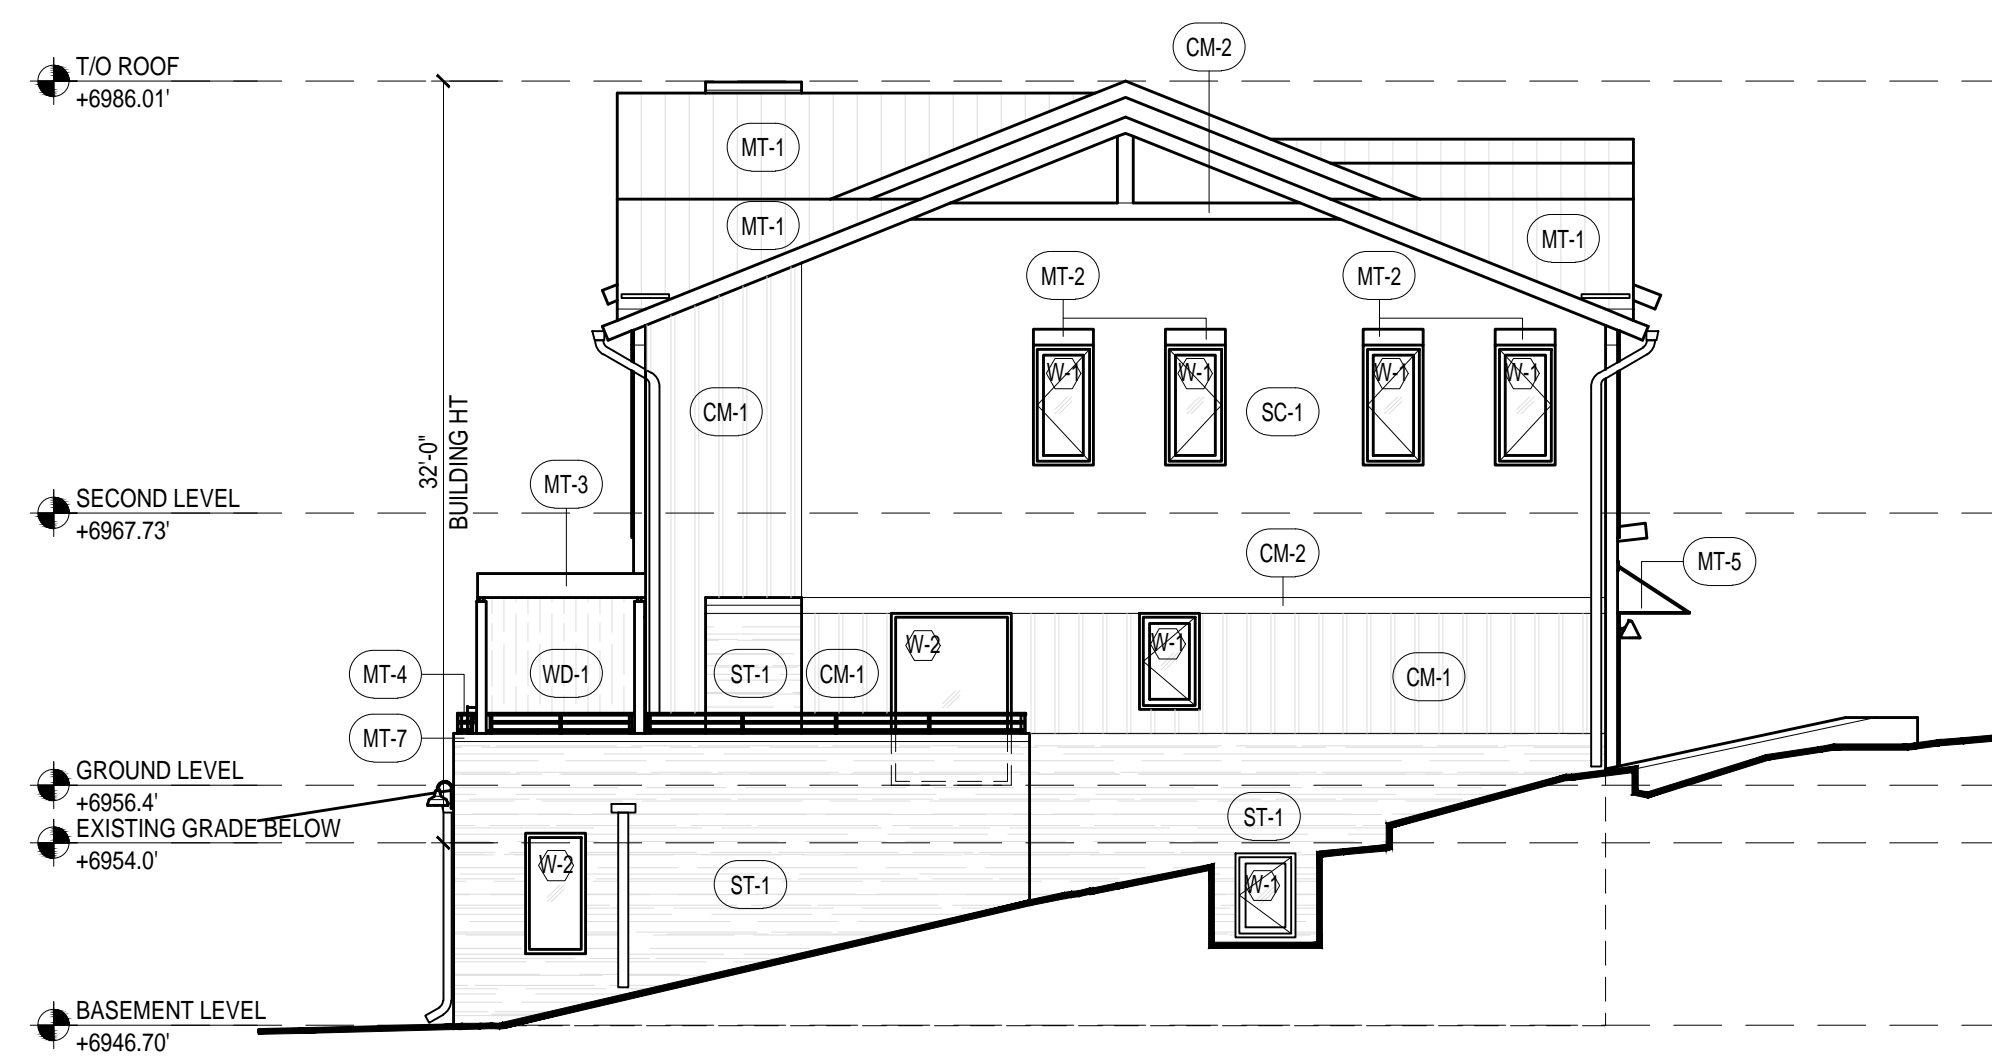 CM-2
T/O ROOF
+6986.01'
MT-1
MT-1
MT-1
MT-2
MT-2
W-1
W-1
W-1
W-1
CM-1
SC-1
32'-0"
BUILDING HT
MT-3
SECOND LEVEL
+6967.73'
CM-2
MT-5
W-2
W-1
MT-4
WD-1
ST-1
CM-1
CM-1
MT-7
GROUND LEVEL
+6956.4'
ST-1
EXISTING GRADE BELOW
+6954.0'
W-2
ST-1
W-1
BASEMENT LEVEL
+6946.70'